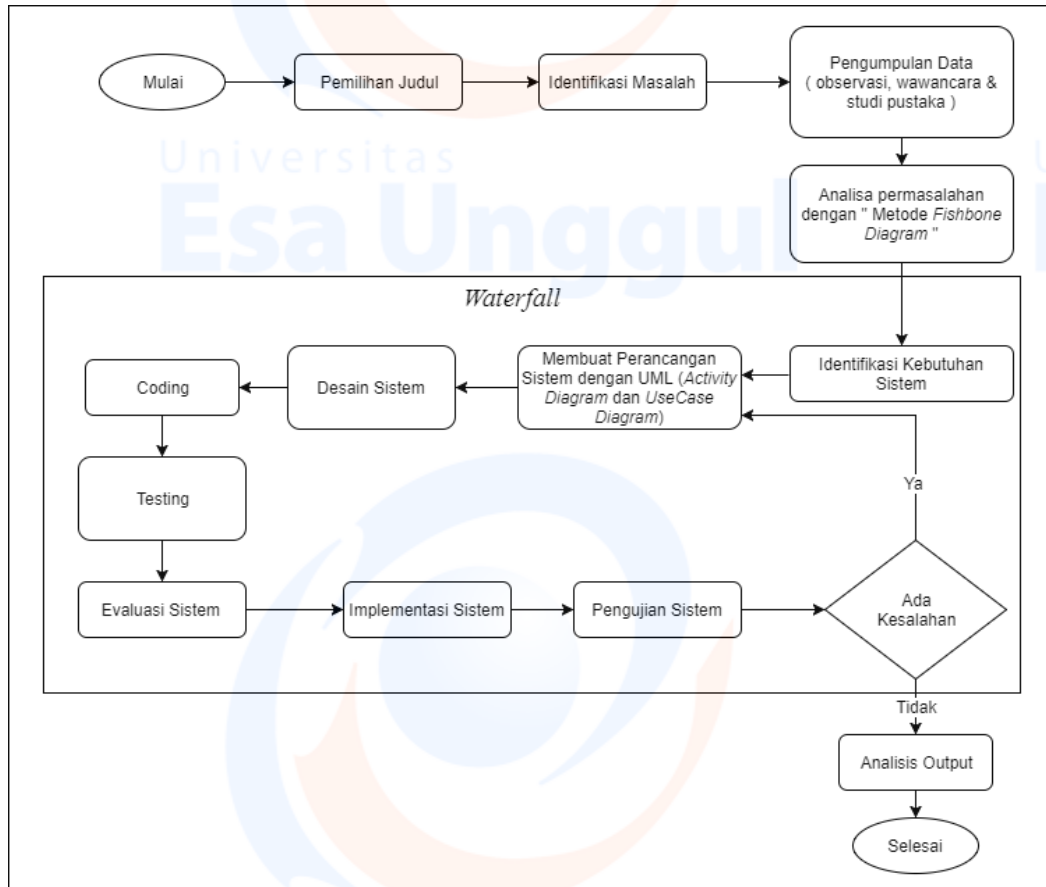 Mulai
Pemilihan Judul
Identifikasi Masalah
Pengumpulan Data
( observasi, wawancara &
studi pustaka )
Universitas
Esa Unggul
Analisa permasalahan
dengan " Metode Fishbone
Diagram "
Waterfall
Identifikasi Kebutuhan
Sistem
Membuat Perancangan
Sistem dengan UML (Activity
Diagram dan UseCase
Diagram)
Desain Sistem
Coding
Testing
Evaluasi Sistem
Implementasi Sistem
Pengujian Sistem
Ada
Kesalahan
Ya
Tidak
Analisis Output
Selesai